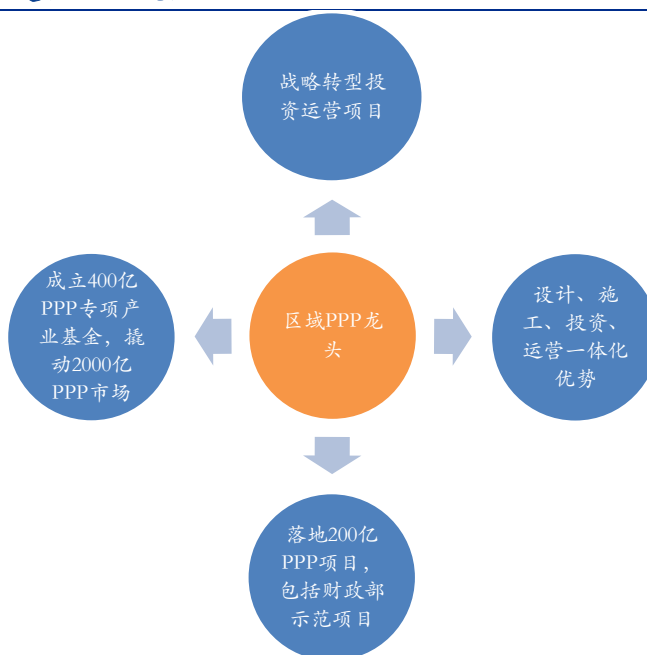 战略转型投
资运营项目
成立400亿
PPP专项产
业基金，撬
动2000亿
PPP市场
区域PPP龙
头
设计、施
工、投资、
运营一体化
优势
落地200亿
PPP项目，
包括财政部
示范项目